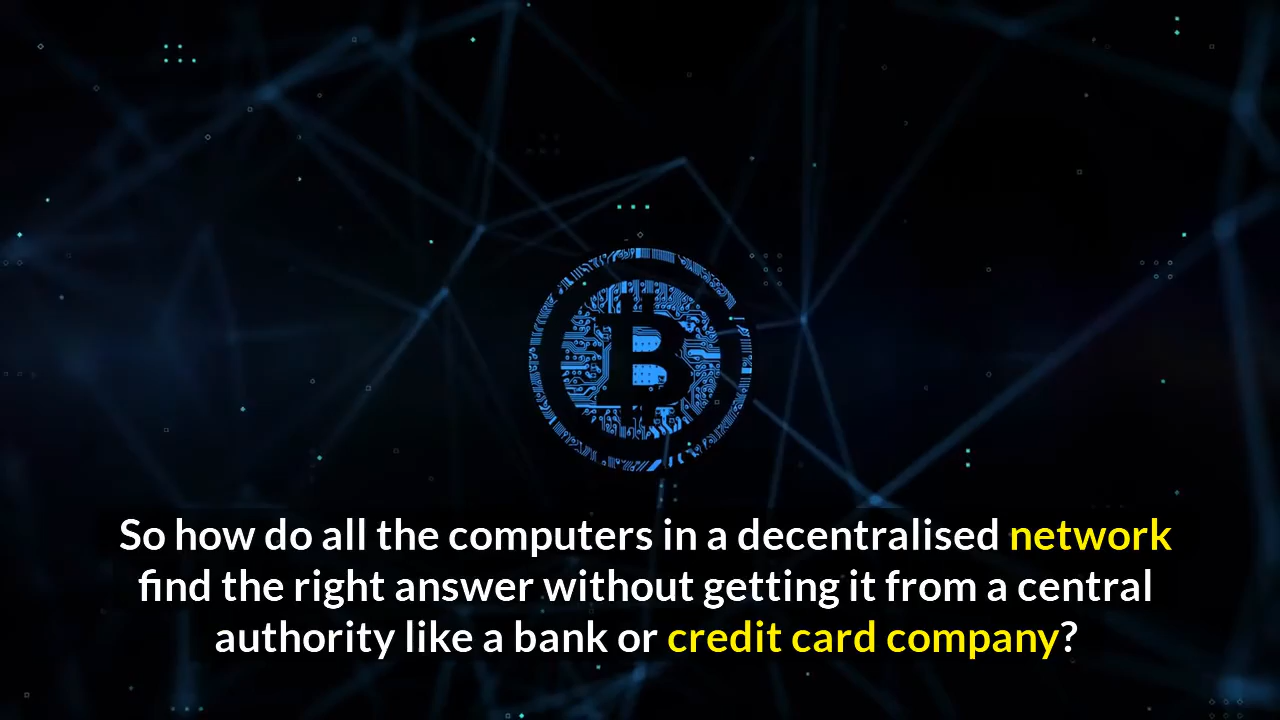 So how do all the computers in a decentralised network
find the right answer without getting it from a central
authority like a bank or credit card company?